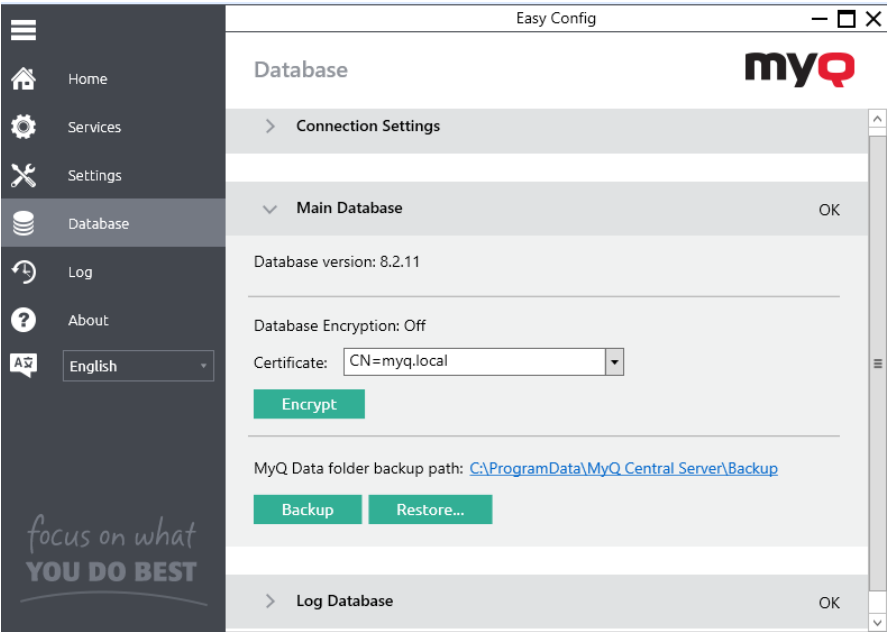 Easy Config
Home
Services
Settings
Database
Log
About
English
focus on what
YOU DO BEST
Database
myQ
Connection Settings
Main Database OK
Database version: 8.2.11
Database Encryption: Off
Certificate: CN=myq.local
Encrypt
MyQ Data folder backup path: C:\ProgramData\MyQ Central Server\Backup
Backup Restore...
Log Database OK